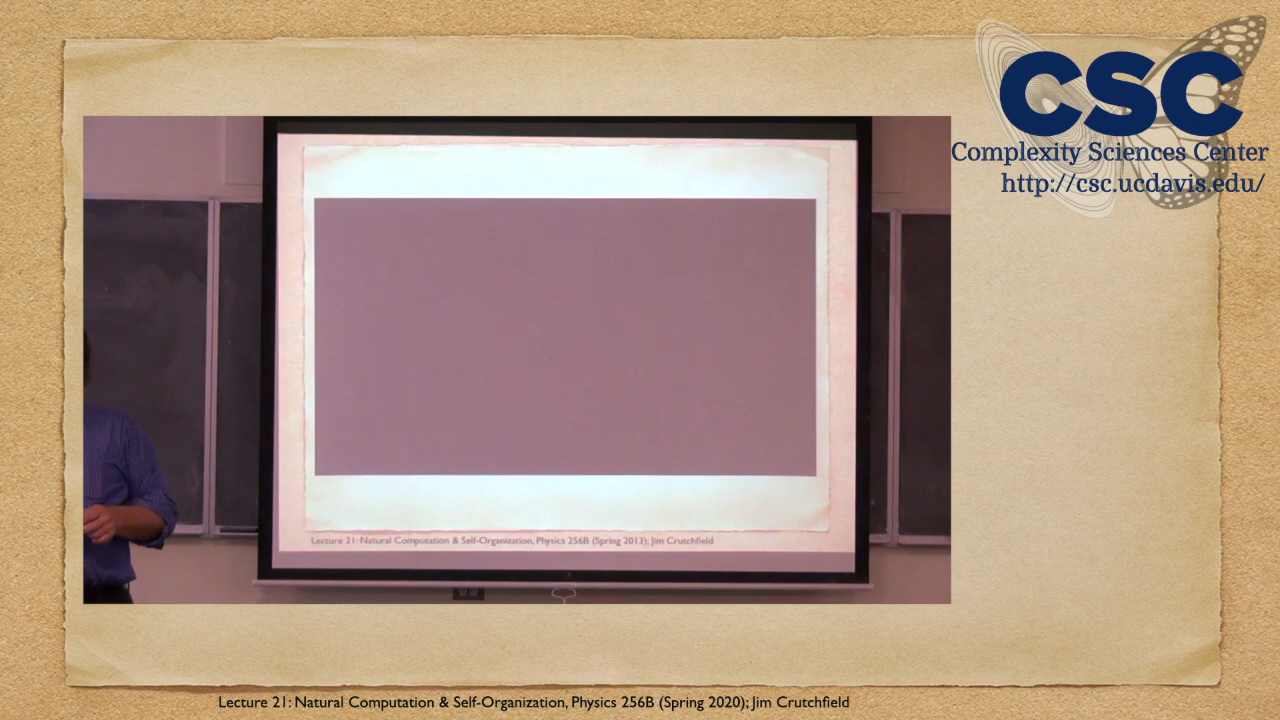 CSC
Complexity Sciences Center
http://csc.ucdavis.edu/
Lecture 21: Natural Computation & Self-Organization, Physics 256B (Spring 2013); Jim Crutchfield
Lecture 21: Natural Computation & Self-Organization, Physics 256B (Spring 2020); Jim Crutchfield